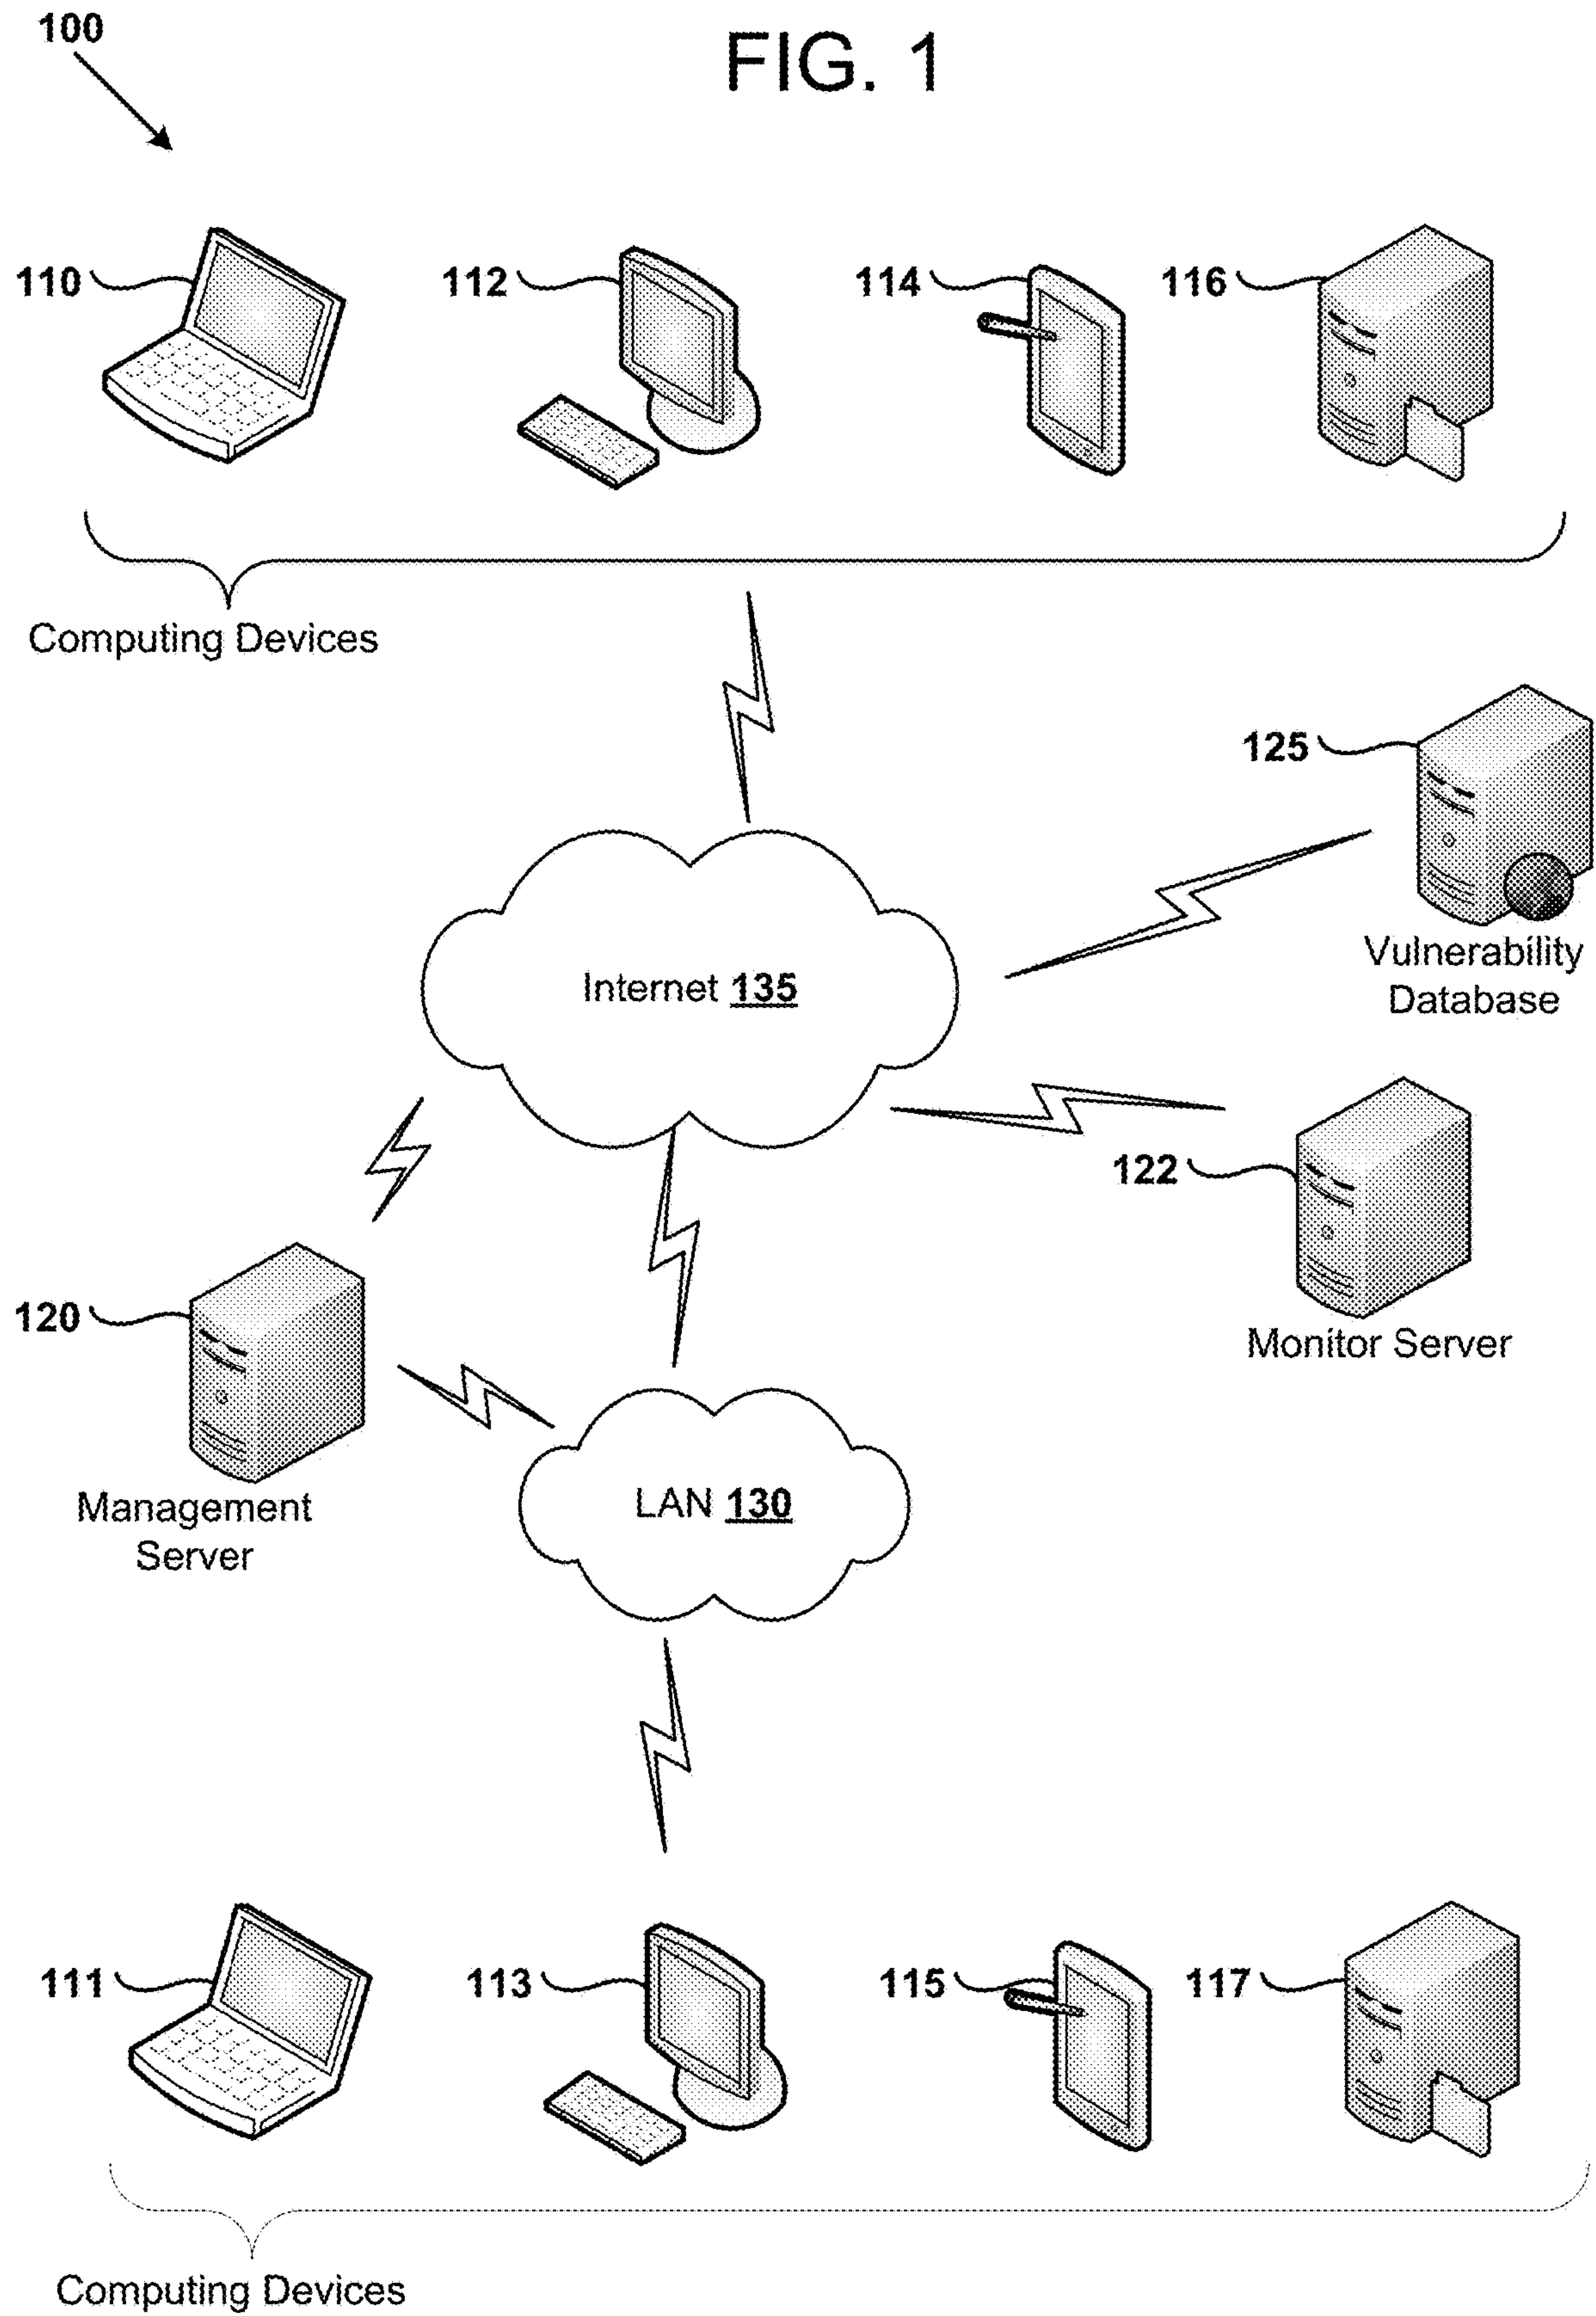 100
FIG. 1
110
112
114
116
Computing Devices
125
Vulnerability
Database
Internet 135
122
Monitor Server
120
Management
Server
LAN 130
111
113
115
117
Computing Devices